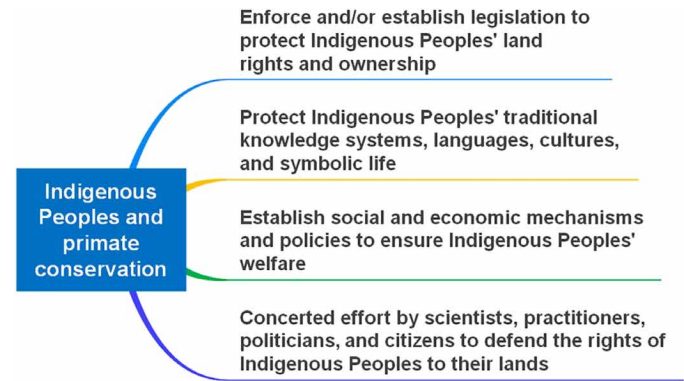 Enforce and/or establish legislation to
protect Indigenous Peoples' land
rights and ownership
Protect Indigenous Peoples' traditional
knowledge systems, languages, cultures,
and symbolic life
Indigenous
Peoples and
primate
conservation
Establish social and economic mechanisms
and policies to ensure Indigenous Peoples'
welfare
Concerted effort by scientists, practitioners,
politicians, and citizens to defend the rights of
Indigenous Peoples to their lands